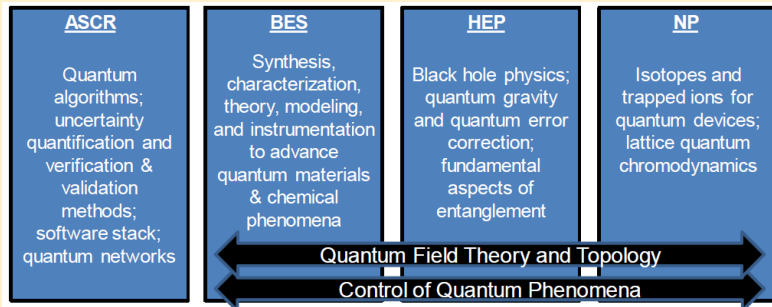 ASCR
Quantum
algorithms;
uncertainty
quantification and
verification &
validation
methods;
software stack;
quantum networks
BES
Synthesis,
characterization,
theory, modeling,
and instrumentation
to advance
quantum materials
& chemical
phenomena
HEP
Black hole physics;
quantum gravity
and quantum error
correction;
fundamental
aspects of
entanglement
NP
Isotopes and
trapped ions for
quantum devices;
lattice quantum
chromodynamics
Quantum Field Theory and Topology
Control of Quantum Phenomena